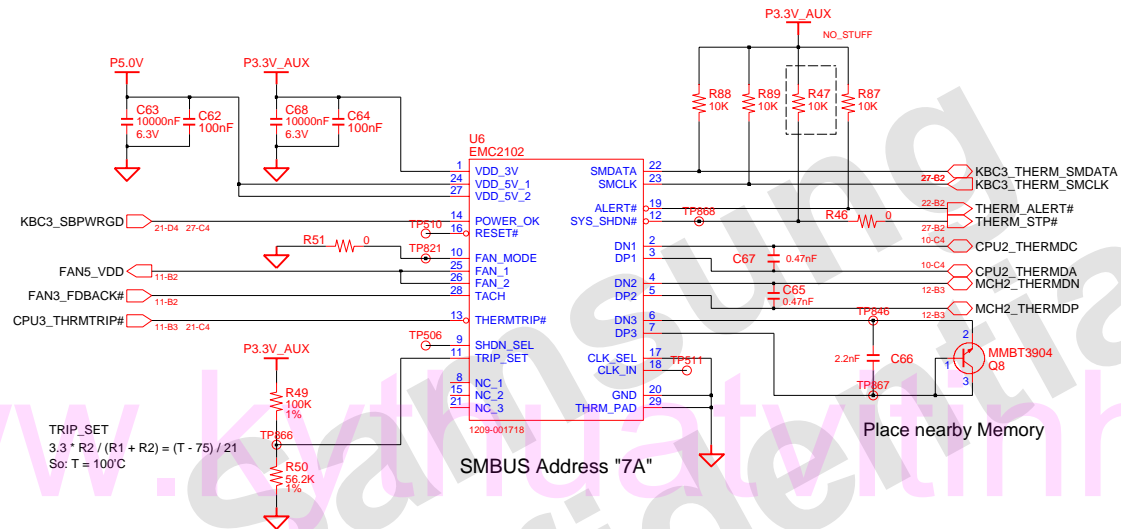 P3.3V_AUX
NO_STUFF
P5.0V
P3.3V_AUX
C63
10000nF
6.3V
C62
100nF
C68
10000nF
6.3V
C64
100nF
R88
10K
R89
10K
R47
10K
R87
10K
U6
EMC2102
1 VDD_3V
24 VDD_5V_1
27 VDD_5V_2
14 POWER_OK
16 RESET#
10 FAN_MODE
25 FAN_1
26 FAN_2
28 TACH
13 THERMTRIP#
9 SHDN_SEL
11 TRIP_SET
8 NC_1
15 NC_2
21 NC_3
SMDATA 22
SMCLK 23
ALERT# 19
SYS_SHDN# 12
DN1 2
DP1 3
DN2 4
DP2 5
DN3 6
DP3 7
CLK_SEL 17
CLK_IN 18
GND 20
THRM_PAD 29
1209-001718
KBC3_SBPWRGD
21-D4 27-C4
TP510
R51 0
TP821
FAN5_VDD
11-B2
FAN3_FDBACK#
11-B2
CPU3_THRMTRIP#
11-B3 21-C4
TP506
P3.3V_AUX
R49
100K
1%
TP866
R50
56.2K
1%
TRIP_SET
3.3 * R2 / (R1 + R2) = (T - 75) / 21
So: T = 100'C
SMBUS Address "7A"
KBC3_THERM_SMDATA
27-B2
KBC3_THERM_SMCLK
22-B2
THERM_ALERT#
TP868
R46 0
THERM_STP#
27-B2
10-C4
CPU2_THERMDC
C67 0.47nF
10-C4
CPU2_THERMDA
12-B3
MCH2_THERMDN
C65
0.47nF
MCH2_THERMDP
12-B3
TP846
2.2nF C66
TP867
TP511
2
1
3
MMBT3904
Q8
Place nearby Memory
Samsung
Confidential
www.kythuatvitinh